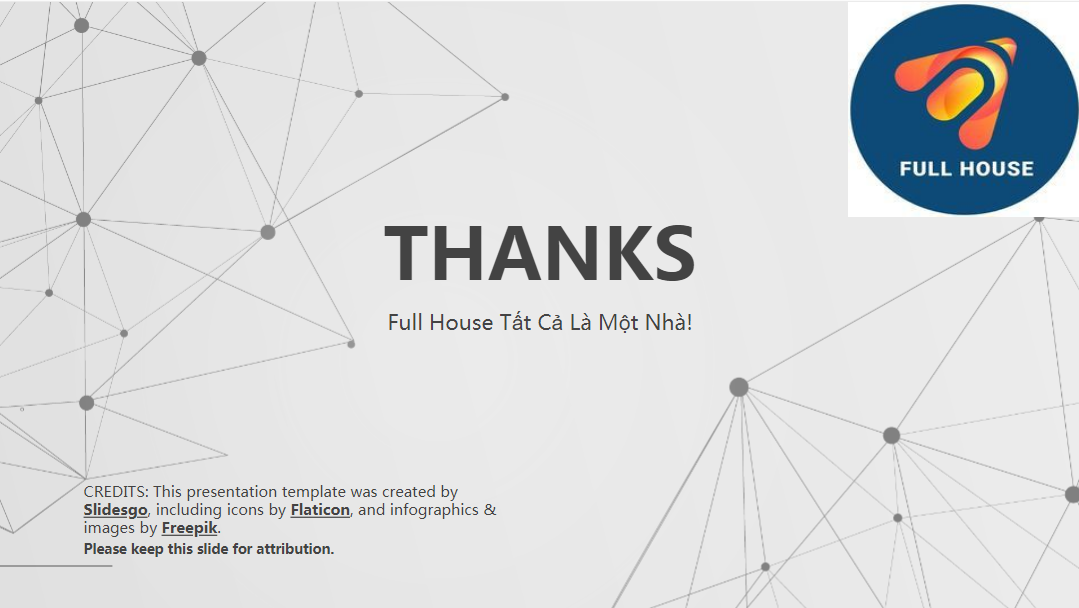 FULL HOUSE
THANKS
Full House Tất Cả Là Một Nhà!
CREDITS: This presentation template was created by
Slidesgo, including icons by Flaticon, and infographics &
images by Freepik.
Please keep this slide for attribution.